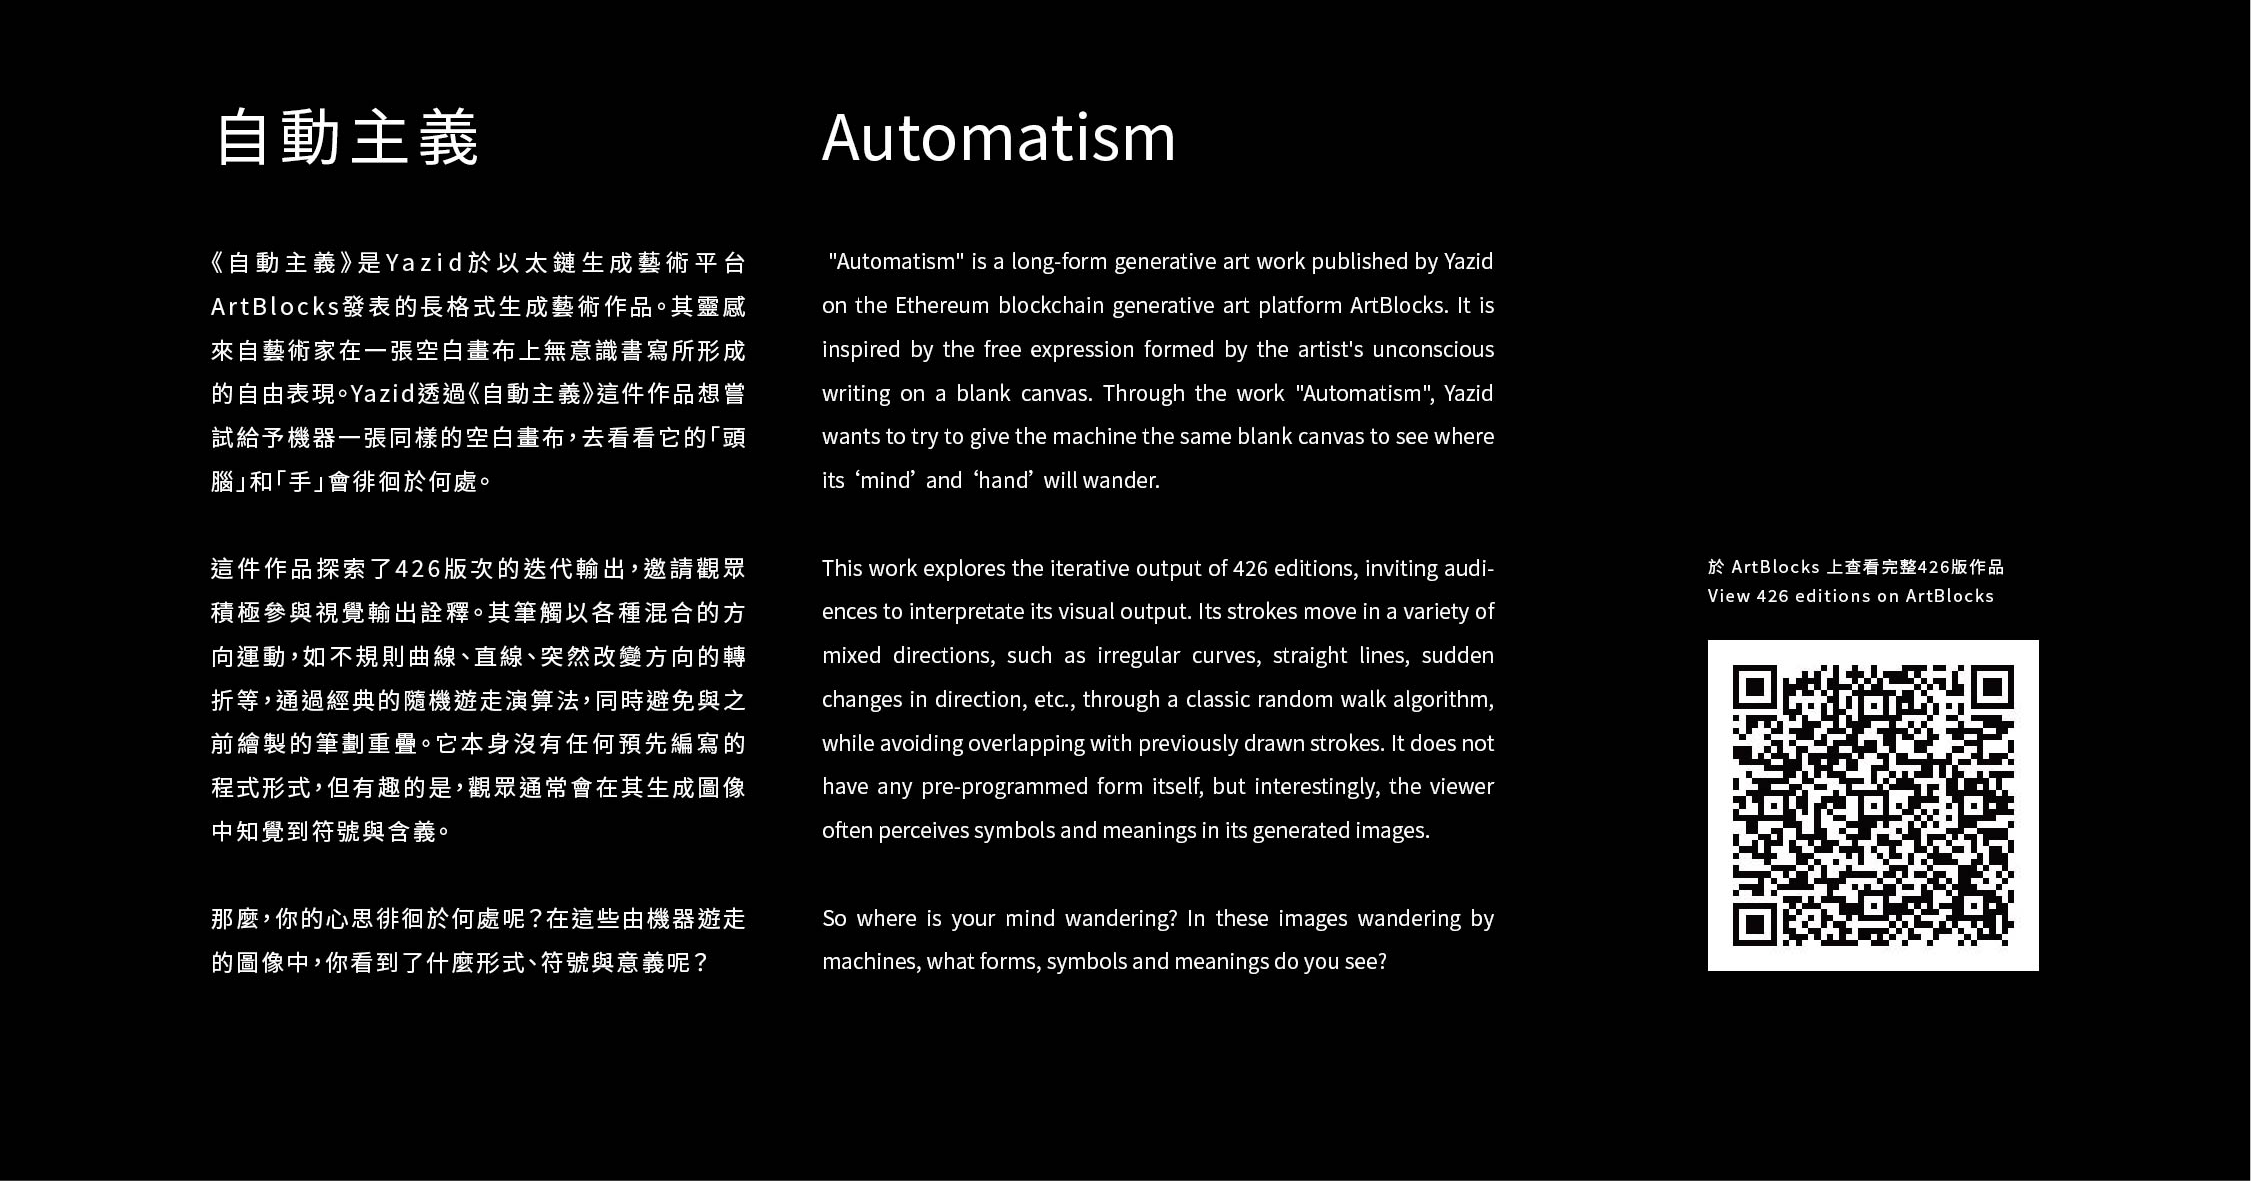 自動主義
《自動主義》是Yazid於以太鏈生成藝術平台
ArtBlocks發表的長格式生成藝術作品。其靈感
來自藝術家在一張空白畫布上無意識書寫所形成
的自由表現。Yazid透過《自動主義》這件作品想嘗
試給予機器一張同樣的空白畫布，去看看它的「頭
腦」和「手」會徘徊於何處。
這件作品探索了426版次的迭代輸出，邀請觀眾
積極參與視覺輸出詮釋。其筆觸以各種混合的方
向運動，如不規則曲線、直線、突然改變方向的轉
折等，通過經典的隨機遊走演算法，同時避免與之
前繪製的筆劃重疊。它本身沒有任何預先編寫的
程式形式，但有趣的是，觀眾通常會在其生成圖像
中知覺到符號與含義。
那麼，你的心思徘徊於何處呢？在這些由機器遊走
的圖像中，你看到了什麼形式、符號與意義呢？
Automatism
"Automatism" is a long-form generative art work published by Yazid
on the Ethereum blockchain generative art platform ArtBlocks. It is
inspired by the free expression formed by the artist's unconscious
writing on a blank canvas. Through the work "Automatism", Yazid
wants to try to give the machine the same blank canvas to see where
its ‘mind’ and ‘hand’ will wander.
This work explores the iterative output of 426 editions, inviting audi-
ences to interpretate its visual output. Its strokes move in a variety of
mixed directions, such as irregular curves, straight lines, sudden
changes in direction, etc., through a classic random walk algorithm,
while avoiding overlapping with previously drawn strokes. It does not
have any pre-programmed form itself, but interestingly, the viewer
often perceives symbols and meanings in its generated images.
So where is your mind wandering? In these images wandering by
machines, what forms, symbols and meanings do you see?
於 ArtBlocks 上查看完整426版作品
View 426 editions on ArtBlocks